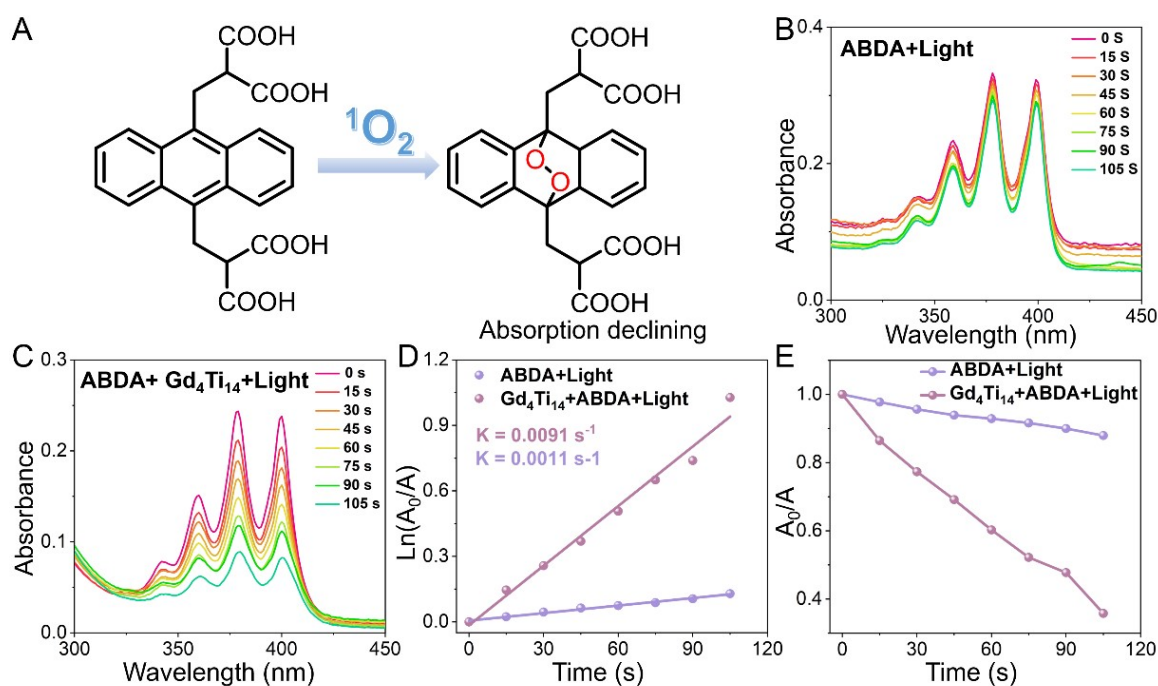 A
COOH
COOH
COOH
COOH
¹O₂
COOH
COOH
O
O
COOH
COOH
Absorption declining
B
ABDA+Light
0 S
15 S
30 S
45 S
60 S
75 S
90 S
105 S
0.4
0.2
0.0
Absorbance
300
350
400
450
Wavelength (nm)
C
ABDA+ Gd₄Ti₁₄+Light
0 s
15 s
30 s
45 s
60 s
75 s
90 s
105 s
0.3
0.2
0.1
0.0
Absorbance
300
350
400
450
Wavelength (nm)
D
ABDA+Light
Gd₄Ti₁₄+ABDA+Light
K = 0.0091 s⁻¹
K = 0.0011 s-1
1.2
0.9
0.6
0.3
0.0
Ln(A₀/A)
0
30
60
90
120
Time (s)
E
ABDA+Light
Gd₄Ti₁₄+ABDA+Light
1.0
0.8
0.6
0.4
A₀/A
0
30
60
90
120
Time (s)